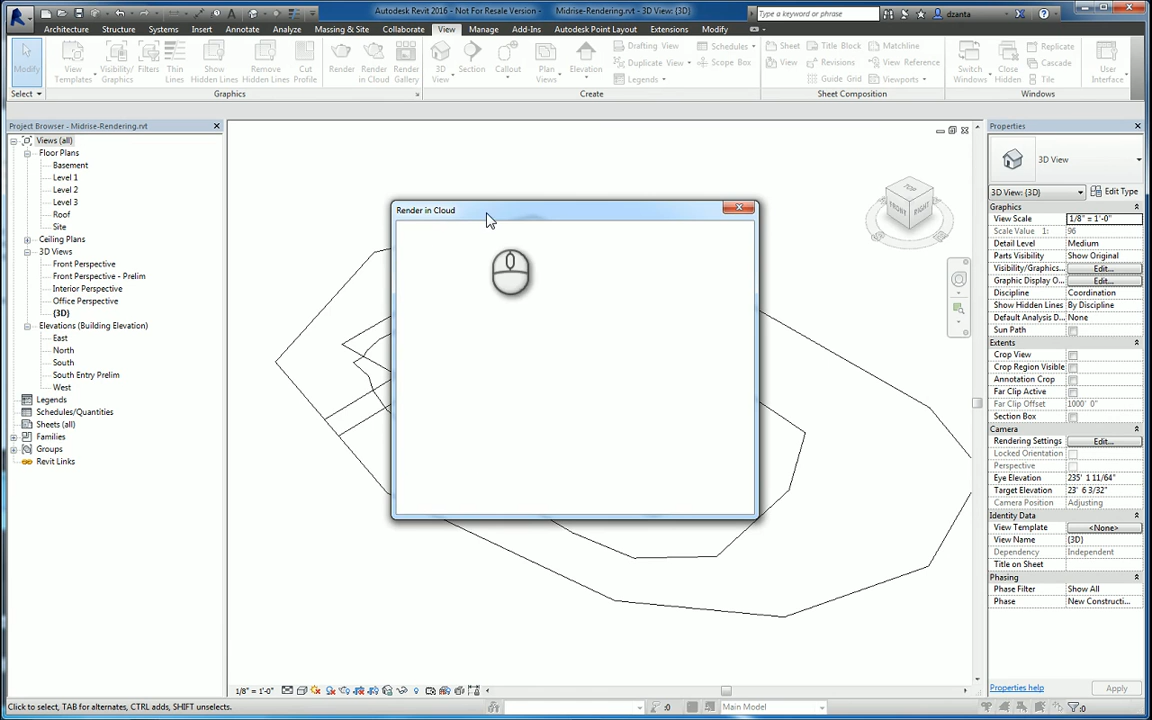 Autodesk Revit 2016 - Not For Resale Version - Midrise-Rendering.rvt - 3D View: {3D}
Type a keyword or phrase
dzanta
Architecture Structure Systems Insert Annotate Analyze Massing & Site Collaborate View Manage Add-Ins Autodesk Point Layout Extensions Modify
Modify
View Templates
Visibility/ Graphics
Filters
Thin Lines
Show Hidden Lines
Remove Hidden Lines
Cut Profile
Render
Render in Cloud
Render Gallery
3D View
Section
Callout
Plan Views
Elevation
Drafting View
Duplicate View
Legends
Schedules
Scope Box
Sheet
View
Title Block
Revisions
Guide Grid
Matchline
View Reference
Viewports
Switch Windows
Close Hidden
Replicate
Cascade
Tile
User Interface
Select
Graphics
Create
Sheet Composition
Windows
Project Browser - Midrise-Rendering.rvt
Views (all)
Floor Plans
Basement
Level 1
Level 2
Level 3
Roof
Site
Ceiling Plans
3D Views
Front Perspective
Front Perspective - Prelim
Interior Perspective
Office Perspective
{3D}
Elevations (Building Elevation)
East
North
South
South Entry Prelim
West
Legends
Schedules/Quantities
Sheets (all)
Families
Groups
Revit Links
Render in Cloud
TOP
FRONT
RIGHT
Properties
3D View
3D View: {3D}
Edit Type
Graphics
View Scale 1/8" = 1'-0"
Scale Value 1: 96
Detail Level Medium
Parts Visibility Show Original
Visibility/Graphics... Edit...
Graphic Display O... Edit...
Discipline Coordination
Show Hidden Lines By Discipline
Default Analysis D... None
Sun Path
Extents
Crop View
Crop Region Visible
Annotation Crop
Far Clip Active
Far Clip Offset 1000' 0"
Section Box
Camera
Rendering Settings Edit...
Locked Orientation
Perspective
Eye Elevation 235' 1 11/64"
Target Elevation 23' 6 3/32"
Camera Position Adjusting
Identity Data
View Template <None>
View Name {3D}
Dependency Independent
Title on Sheet
Phasing
Phase Filter Show All
Phase New Constructi...
Properties help
Apply
1/8" = 1'-0"
Click to select, TAB for alternates, CTRL adds, SHIFT unselects.
:0
Main Model
:0